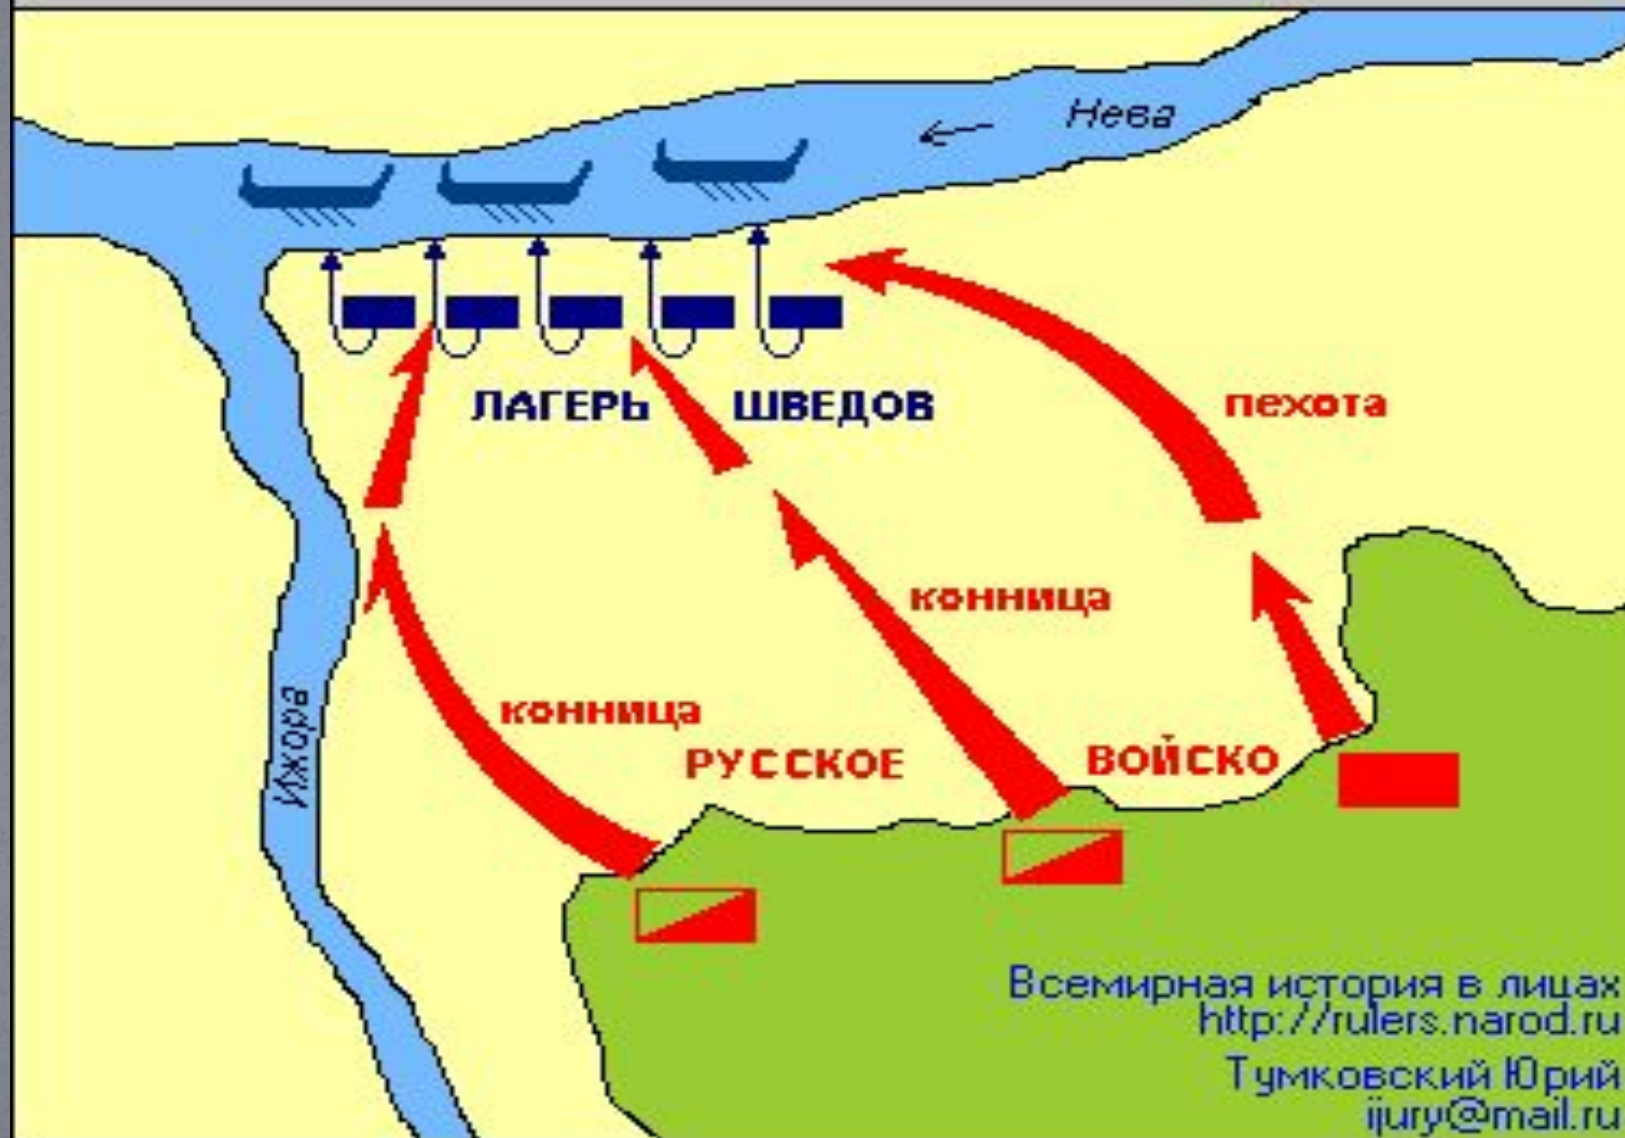 Нева
ЛАГЕРЬ ШВЕДОВ
пехота
конница
конница
РУССКОЕ ВОЙСКО
Ижора
Всемирная история в лицах
http://rulers.narod.ru
Тумковский Юрий
ijury@mail.ru